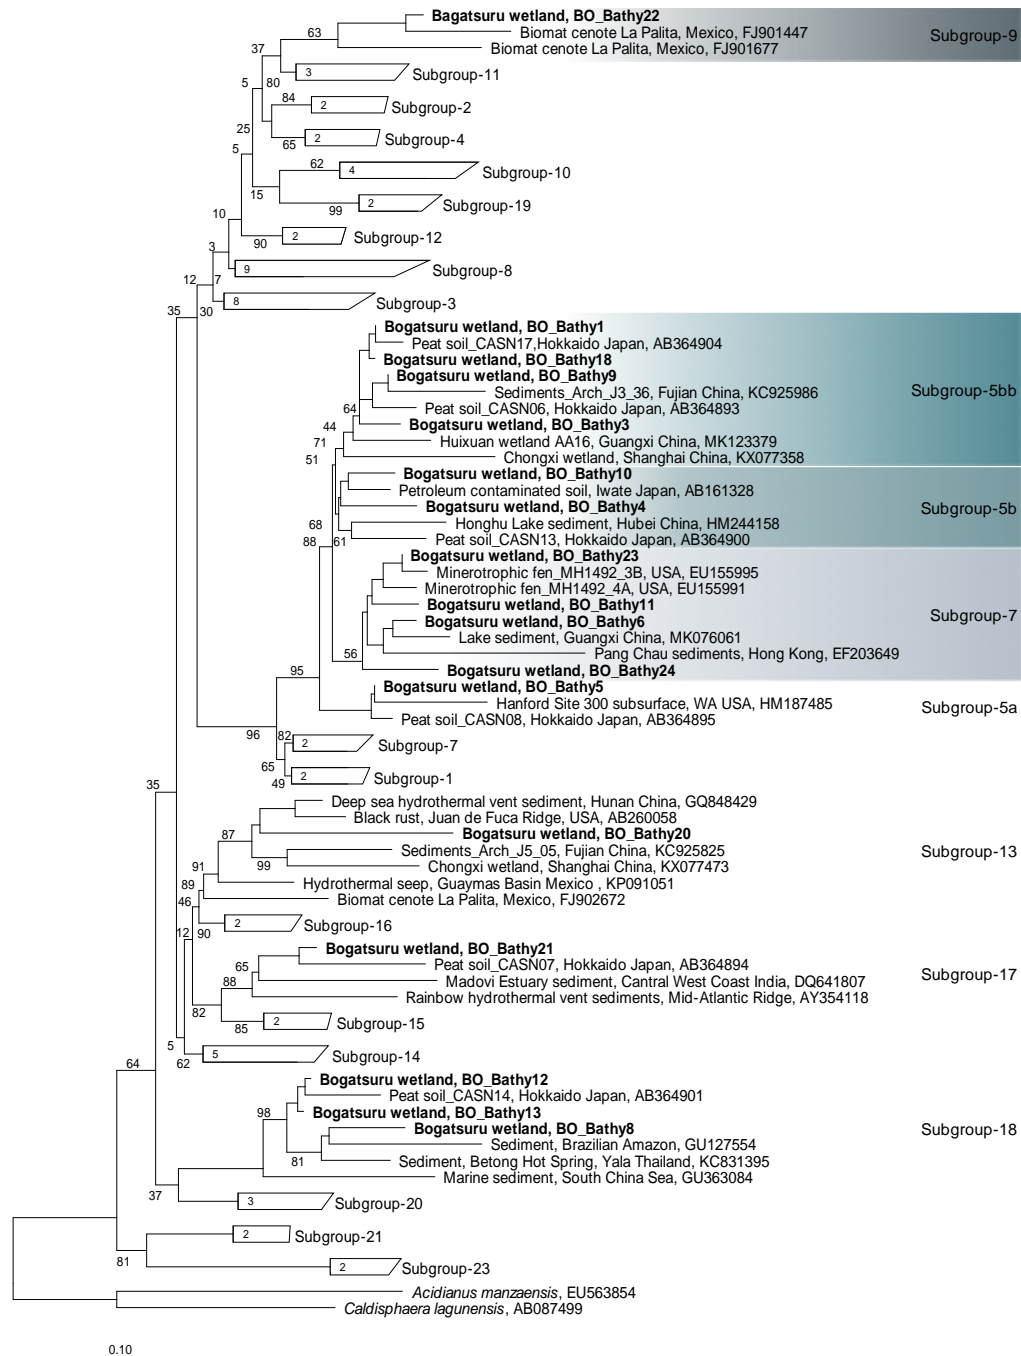 Bagatsuru wetland, BO_Bathy22
63
Biomat cenote La Palita, Mexico, FJ901447
Subgroup-9
37
Biomat cenote La Palita, Mexico, FJ901677
3
Subgroup-11
5
80
84
2
Subgroup-2
25
2
Subgroup-4
65
5
62
4
Subgroup-10
15
2
Subgroup-19
99
10
2
Subgroup-12
90
3
9
Subgroup-8
12
7
8
Subgroup-3
35
30
Bogatsuru wetland, BO_Bathy1
Peat soil_CASN17,Hokkaido Japan, AB364904
Bogatsuru wetland, BO_Bathy18
Bogatsuru wetland, BO_Bathy9
Sediments_Arch_J3_36, Fujian China, KC925986
Subgroup-5bb
64
Peat soil_CASN06, Hokkaido Japan, AB364893
44
Bogatsuru wetland, BO_Bathy3
71
Huixuan wetland AA16, Guangxi China, MK123379
51
Chongxi wetland, Shanghai China, KX077358
Bogatsuru wetland, BO_Bathy10
Petroleum contaminated soil, Iwate Japan, AB161328
Bogatsuru wetland, BO_Bathy4
Subgroup-5b
68
Honghu Lake sediment, Hubei China, HM244158
88
61
Peat soil_CASN13, Hokkaido Japan, AB364900
Bogatsuru wetland, BO_Bathy23
Minerotrophic fen_MH1492_3B, USA, EU155995
Minerotrophic fen_MH1492_4A, USA, EU155991
Bogatsuru wetland, BO_Bathy11
Subgroup-7
Bogatsuru wetland, BO_Bathy6
Lake sediment, Guangxi China, MK076061
56
Pang Chau sediments, Hong Kong, EF203649
95
Bogatsuru wetland, BO_Bathy24
Bogatsuru wetland, BO_Bathy5
Hanford Site 300 subsurface, WA USA, HM187485
Subgroup-5a
Peat soil_CASN08, Hokkaido Japan, AB364895
96
82
2
Subgroup-7
65
49
2
Subgroup-1
35
Deep sea hydrothermal vent sediment, Hunan China, GQ848429
Black rust, Juan de Fuca Ridge, USA, AB260058
87
Bogatsuru wetland, BO_Bathy20
Sediments_Arch_J5_05, Fujian China, KC925825
Subgroup-13
99
Chongxi wetland, Shanghai China, KX077473
91
89
Hydrothermal seep, Guaymas Basin Mexico , KP091051
46
Biomat cenote La Palita, Mexico, FJ902672
12
90
2
Subgroup-16
Bogatsuru wetland, BO_Bathy21
65
Peat soil_CASN07, Hokkaido Japan, AB364894
Subgroup-17
88
Madovi Estuary sediment, Cantral West Coast India, DQ641807
82
Rainbow hydrothermal vent sediments, Mid-Atlantic Ridge, AY354118
85
2
Subgroup-15
5
62
5
Subgroup-14
64
Bogatsuru wetland, BO_Bathy12
Peat soil_CASN14, Hokkaido Japan, AB364901
98
Bogatsuru wetland, BO_Bathy13
Bogatsuru wetland, BO_Bathy8
Subgroup-18
Sediment, Brazilian Amazon, GU127554
81
Sediment, Betong Hot Spring, Yala Thailand, KC831395
Marine sediment, South China Sea, GU363084
37
3
Subgroup-20
2
Subgroup-21
81
2
Subgroup-23
Acidianus manzaensis, EU563854
Caldisphaera lagunensis, AB087499
0.10